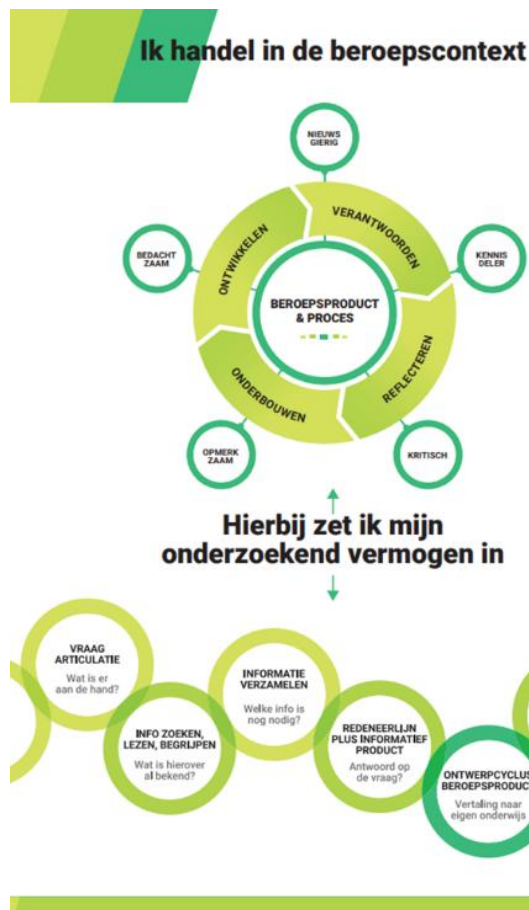 Ik handel in de beroepscontext
NIEUWS
GIERIG
VERANTWOORDEN
ONTWIKKELEN
BEDACHT
ZAAM
KENNIS
DELER
BEROEPSPRODUCT
& PROCES
REFLECTEREN
ONDERBOUWEN
OPMERK
ZAAM
KRITISCH
Hierbij zet ik mijn
onderzoekend vermogen in
VRAAG
ARTICULATIE
Wat is er
aan de hand?
INFO ZOEKEN,
LEZEN, BEGRIJPEN
Wat is hierover
al bekend?
INFORMATIE
VERZAMELEN
Welke info is
nog nodig?
REDENEERLIJN
PLUS INFORMATIEF
PRODUCT
Antwoord op
de vraag?
ONTWERPCYCLUS
BEROEPSPRODUC
Vertaling naar
eigen onderwijs